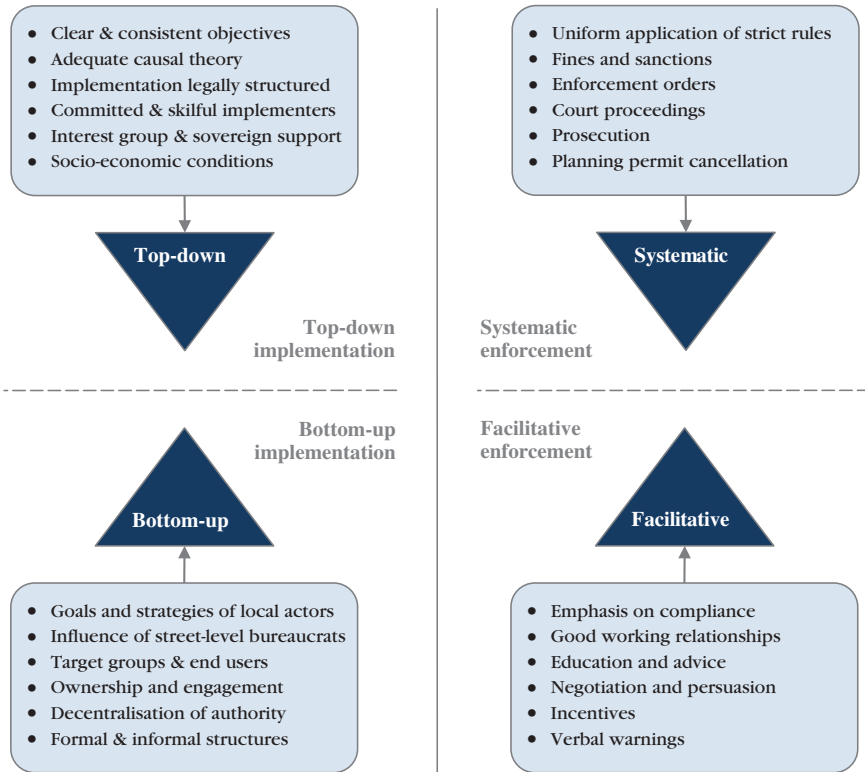 Clear & consistent objectives
Adequate causal theory
Implementation legally structured
Committed & skilful implementers
Interest group & sovereign support
Socio-economic conditions
Top-down
Top-down
implementation
Bottom-up
implementation
Bottom-up
Goals and strategies of local actors
Influence of street-level bureaucrats
Target groups & end users
Ownership and engagement
Decentralisation of authority
Formal & informal structures
Uniform application of strict rules
Fines and sanctions
Enforcement orders
Court proceedings
Prosecution
Planning permit cancellation
Systematic
Systematic
enforcement
Facilitative
enforcement
Facilitative
Emphasis on compliance
Good working relationships
Education and advice
Negotiation and persuasion
Incentives
Verbal warnings